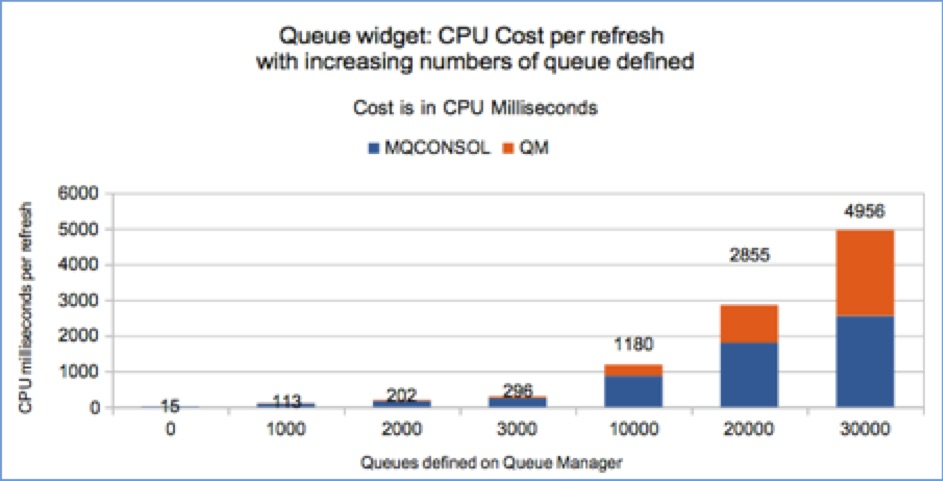 Queue widget: CPU Cost per refresh
with increasing numbers of queue defined
Cost is in CPU Milliseconds
MQCONSOL QM
CPU milliseconds per refresh
6000
5000
4000
3000
2000
1000
0
15 113 202 296 1180 2855 4956
0 1000 2000 3000 10000 20000 30000
Queues defined on Queue Manager